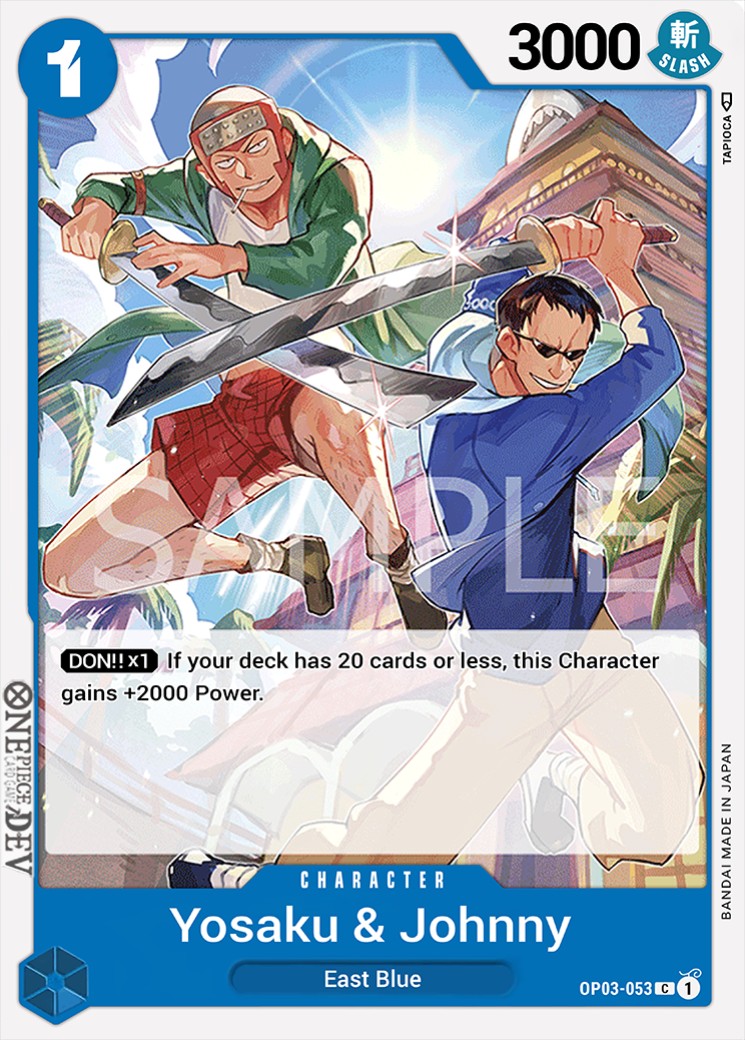 1
3000
斬
SLASH
TAPIOCA
SAMPLE
DON!!×1 If your deck has 20 cards or less, this Character
gains +2000 Power.
ONE PIECE
CARD GAME
DEV
BANDAI MADE IN JAPAN
CHARACTER
Yosaku & Johnny
East Blue
OP03-053 C 1